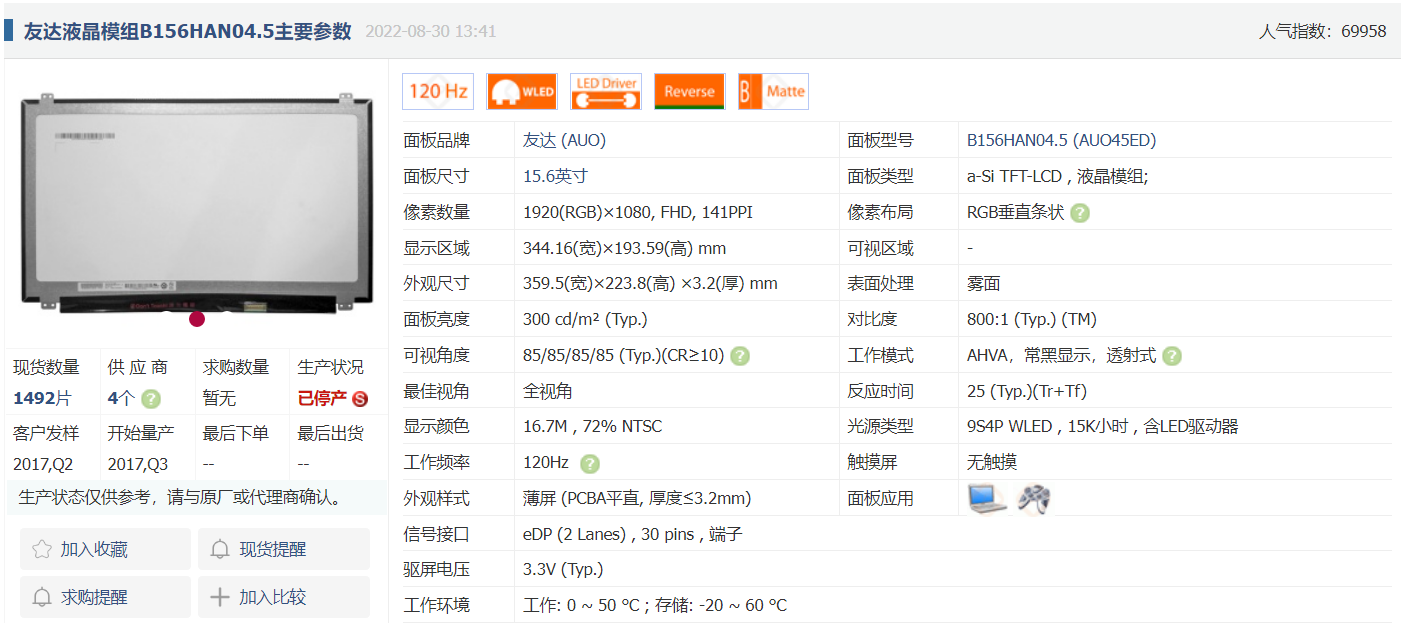 友达液晶模组B156HAN04.5主要参数 2022-08-30 13:41 人气指数：69958
120 Hz WLED LED Driver Reverse B Matte
面板品牌 友达 (AUO) 面板型号 B156HAN04.5 (AUO45ED)
面板尺寸 15.6英寸 面板类型 a-Si TFT-LCD , 液晶模组;
像素数量 1920(RGB)×1080, FHD, 141PPI 像素布局 RGB垂直条状 ?
显示区域 344.16(宽)×193.59(高) mm 可视区域 -
外观尺寸 359.5(宽)×223.8(高) ×3.2(厚) mm 表面处理 雾面
面板亮度 300 cd/m² (Typ.) 对比度 800:1 (Typ.) (TM)
可视角度 85/85/85/85 (Typ.)(CR≥10) ? 工作模式 AHVA，常黑显示，透射式 ?
最佳视角 全视角 反应时间 25 (Typ.)(Tr+Tf)
显示颜色 16.7M , 72% NTSC 光源类型 9S4P WLED , 15K小时 , 含LED驱动器
工作频率 120Hz ? 触摸屏 无触摸
外观样式 薄屏 (PCBA平直, 厚度≤3.2mm) 面板应用
信号接口 eDP (2 Lanes) , 30 pins , 端子
驱屏电压 3.3V (Typ.)
工作环境 工作: 0 ~ 50 °C ; 存储: -20 ~ 60 °C
现货数量 供 应 商 求购数量 生产状况
1492片 4个 ? 暂无 已停产 S
客户发样 开始量产 最后下单 最后出货
2017,Q2 2017,Q3 -- --
生产状态仅供参考，请与原厂或代理商确认。
加入收藏 现货提醒
求购提醒 加入比较